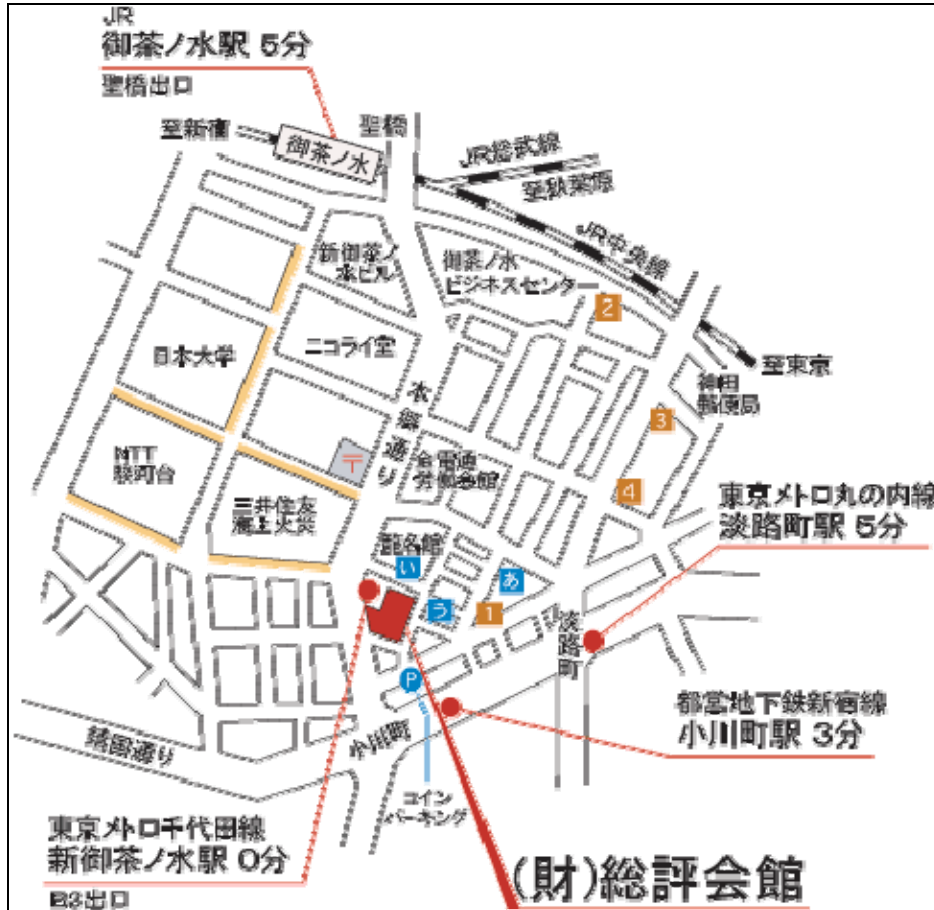 JR
御茶ノ水駅 5分
聖橋出口
至新宿
御茶ノ水
聖橋
JR総武線
至秋葉原
JR中央線
新御茶ノ
水ビル
御茶ノ水
ビジネスセンター
2
日本大学
ニコライ堂
至東京
神田
郵便局
3
本郷通り
NTT
駿河台
〒
全電通
労働会館
4
三井住友
海上火災
東京メトロ丸の内線
淡路町駅 5分
い
あ
う
1
淡路町
P
都営地下鉄新宿線
小川町駅 3分
靖国通り
小川町
コイン
パーキング
東京メトロ千代田線
新御茶ノ水駅 0分
B3出口
(財)総評会館